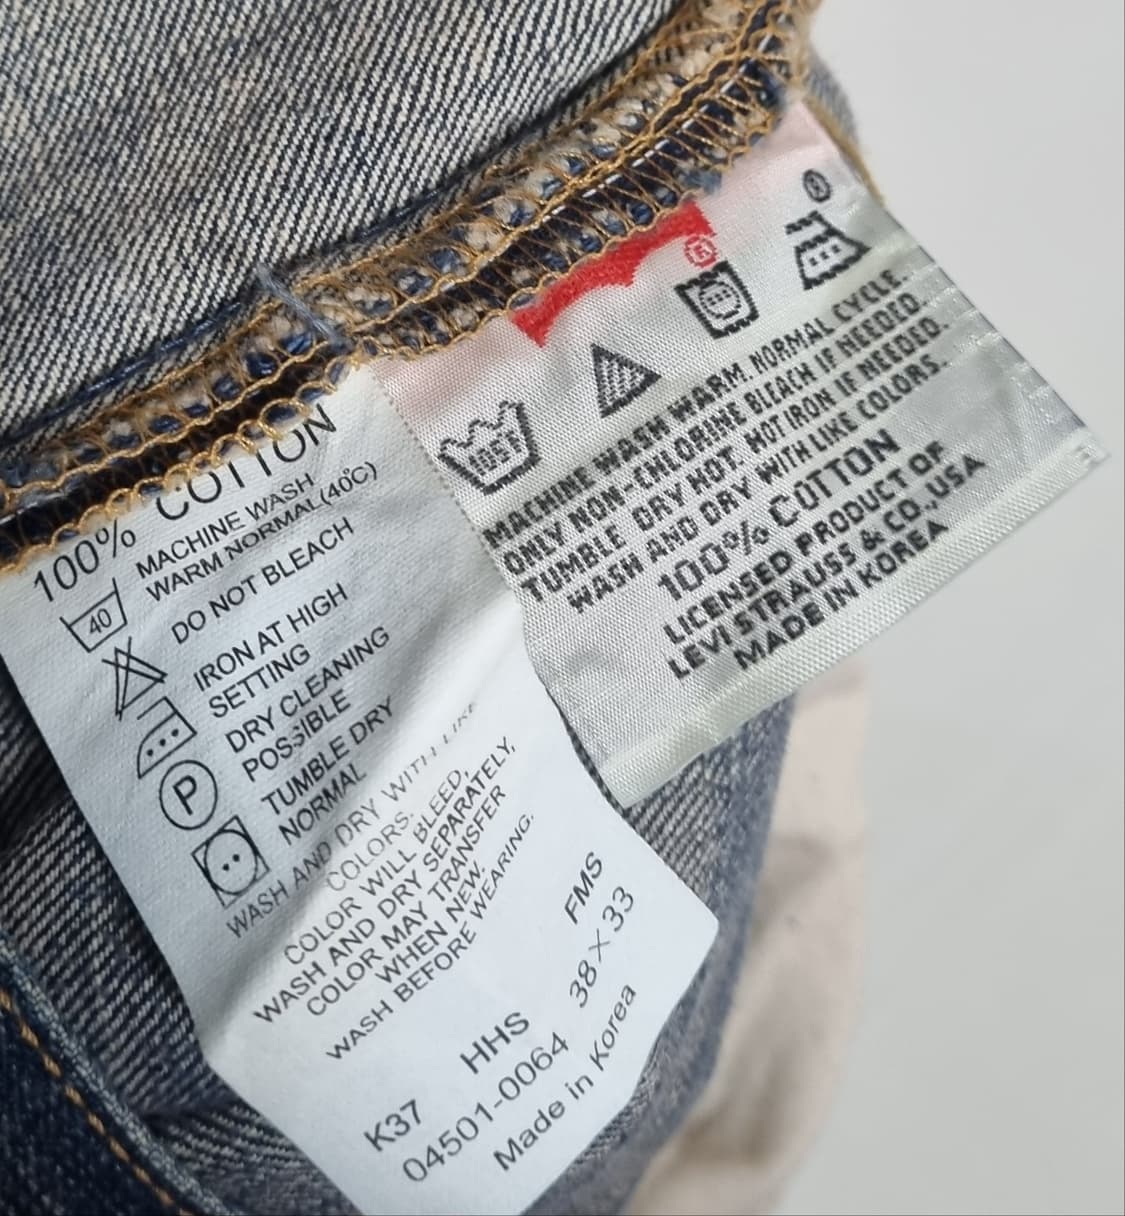 100% COTTON
40
MACHINE WASH
WARM NORMAL(40℃)
DO NOT BLEACH
IRON AT HIGH
SETTING
P
DRY CLEANING
POSSIBLE
TUMBLE DRY
NORMAL
WASH AND DRY WITH LIKE
COLORS.
COLOR WILL BLEED,
WASH AND DRY SEPARATELY,
COLOR MAY TRANSFER
WHEN NEW.
WASH BEFORE WEARING.
FMS
HHS 38×33
K37
04501-0064
Made in Korea
®
®
MACHINE WASH WARM. NORMAL CYCLE.
ONLY NON-CHLORINE BLEACH IF NEEDED.
TUMBLE DRY HOT. HOT IRON IF NEEDED.
WASH AND DRY WITH LIKE COLORS.
100% COTTON
LICENSED PRODUCT OF
LEVI STRAUSS & CO., USA
MADE IN KOREA